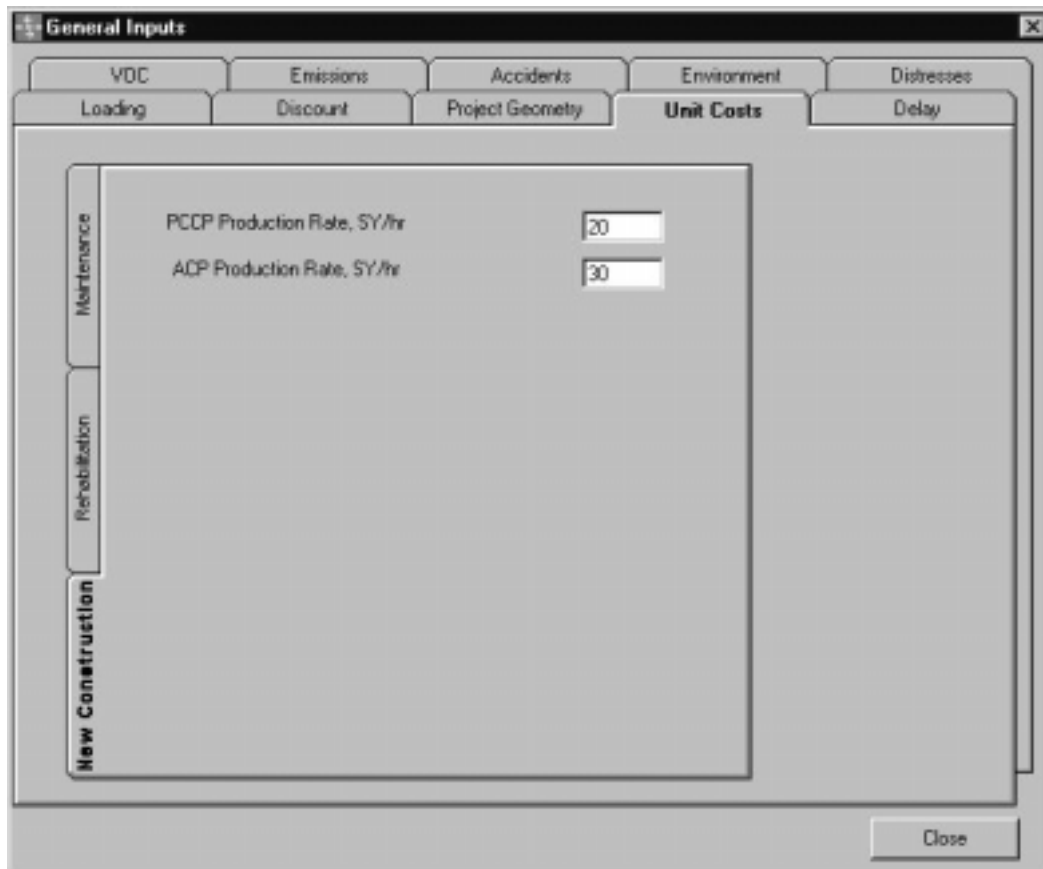 General Inputs
VOC Emissions Accidents Environment Distresses
Loading Discount Project Geometry Unit Costs Delay
Maintenance
Rehabilitation
New Construction
PCCP Production Rate, SY/hr 20
ACP Production Rate, SY/hr 30
Close